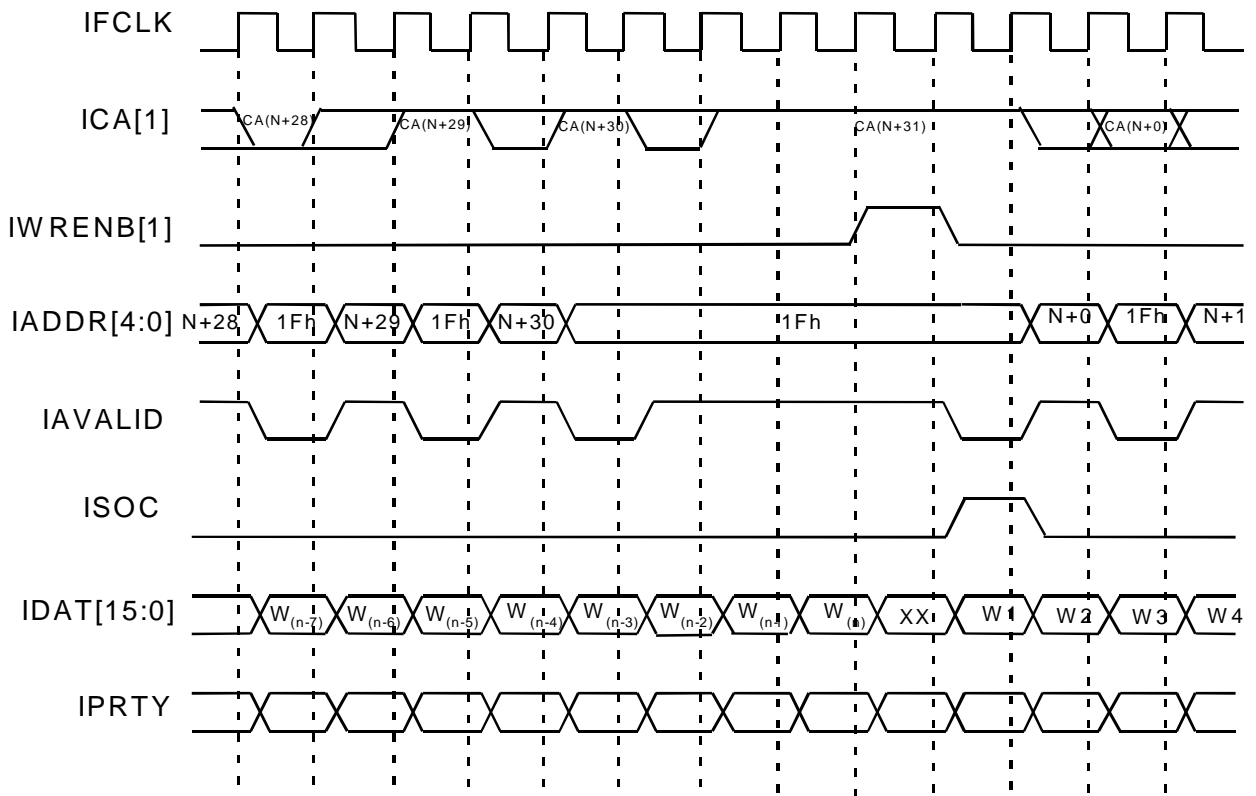 IFCLK
ICA[1] CA(N+28) CA(N+29) CA(N+30) CA(N+31) CA(N+0)
IWRENB[1]
IADDR[4:0] N+28 1Fh N+29 1Fh N+30 1Fh N+0 1Fh N+1
IAVALID
ISOC
IDAT[15:0] W(n-7) W(n-6) W(n-5) W(n-4) W(n-3) W(n-2) W(n-1) W(n) XX W1 W2 W3 W4
IPRTY